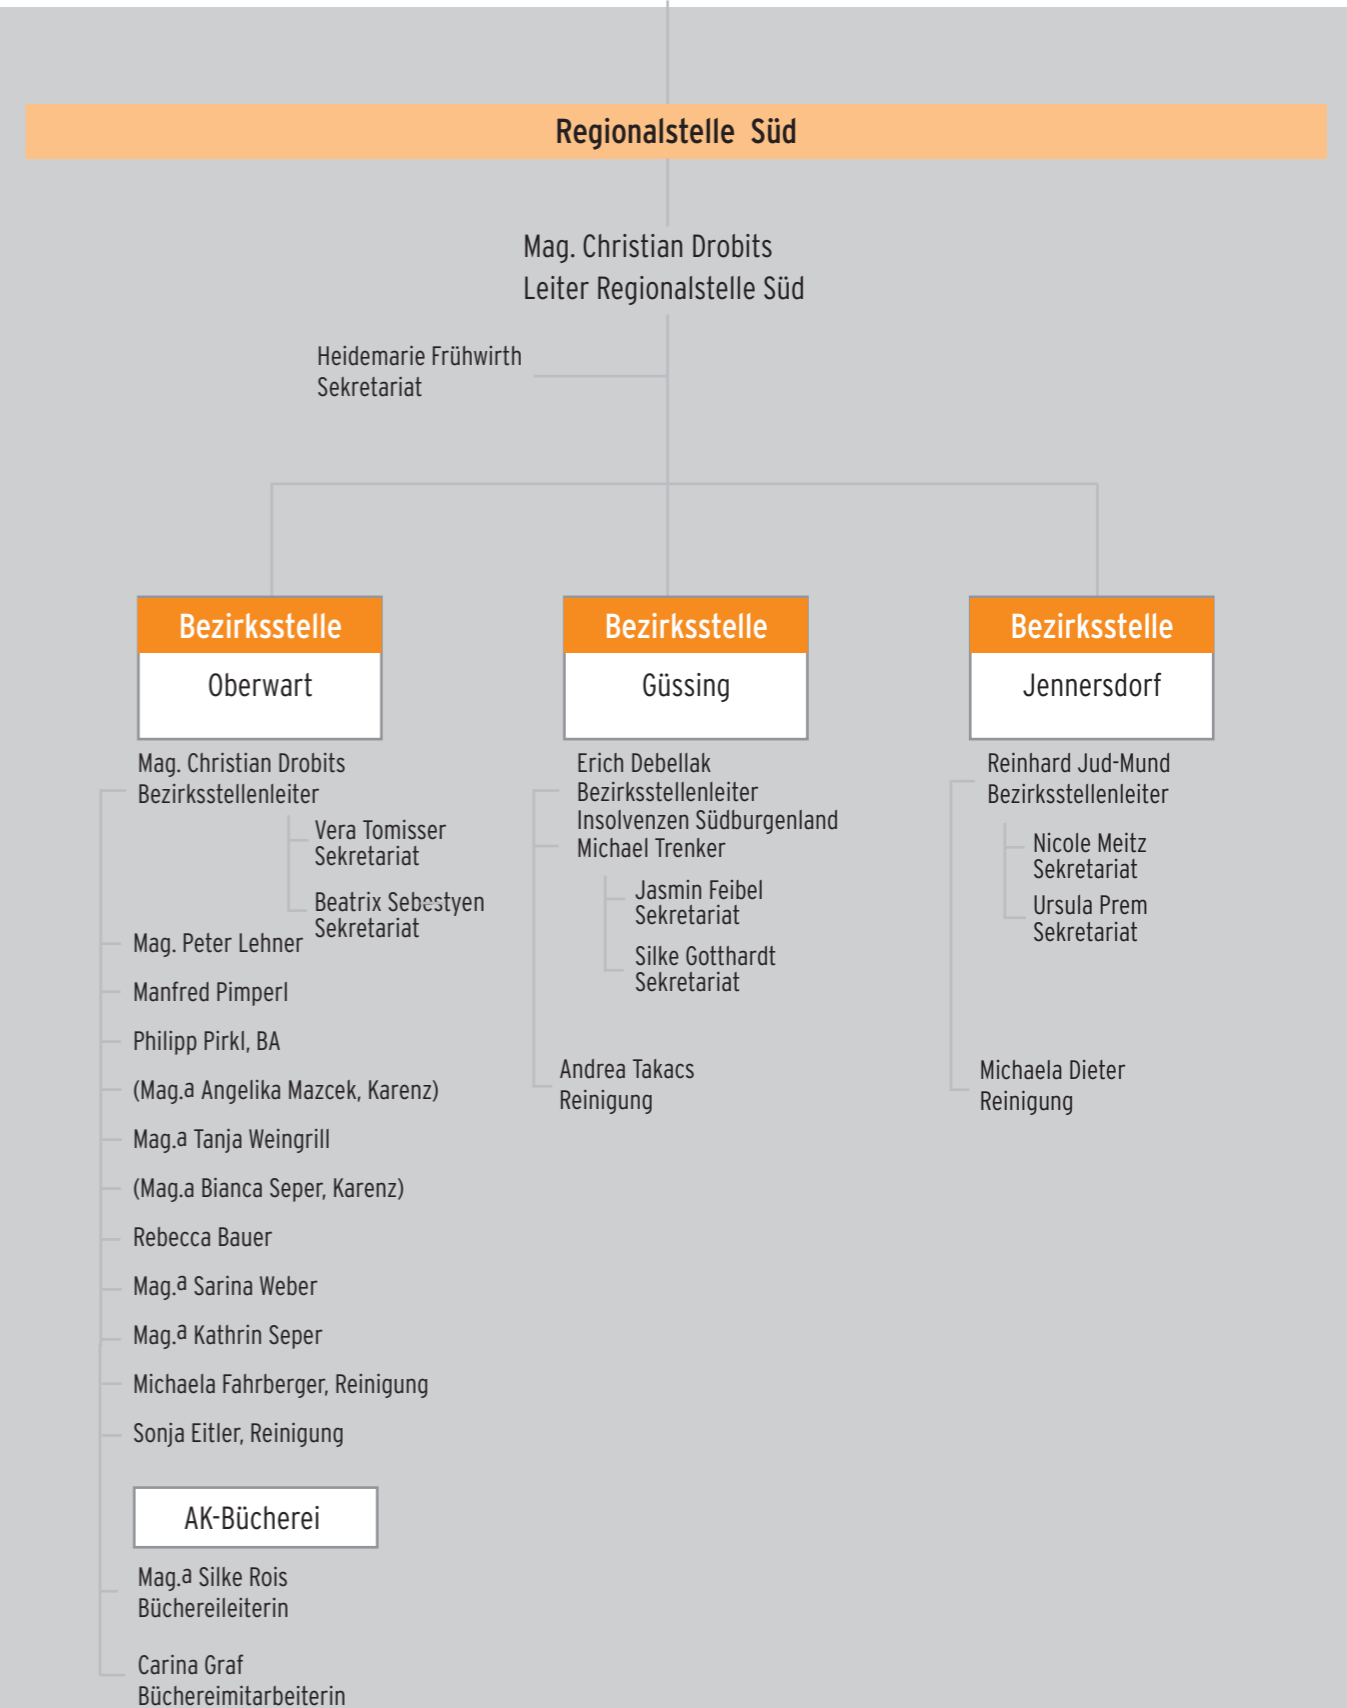 Regionalstelle Süd
Mag. Christian Drobits
Leiter Regionalstelle Süd
Heidemarie Frühwirth
Sekretariat
Bezirksstelle
Oberwart
Mag. Christian Drobits
Bezirksstellenleiter
Vera Tomisser
Sekretariat
Beatrix Sebestyen
Sekretariat
Mag. Peter Lehner
Manfred Pimperl
Philipp Pirkl, BA
(Mag.a Angelika Mazcek, Karenz)
Mag.a Tanja Weingrill
(Mag.a Bianca Seper, Karenz)
Rebecca Bauer
Mag.a Sarina Weber
Mag.a Kathrin Seper
Michaela Fahrberger, Reinigung
Sonja Eitler, Reinigung
AK-Bücherei
Mag.a Silke Rois
Büchereileiterin
Carina Graf
Büchereimitarbeiterin
Bezirksstelle
Güssing
Erich Debellak
Bezirksstellenleiter
Insolvenzen Südburgenland
Michael Trenker
Jasmin Feibel
Sekretariat
Silke Gotthardt
Sekretariat
Andrea Takacs
Reinigung
Bezirksstelle
Jennersdorf
Reinhard Jud-Mund
Bezirksstellenleiter
Nicole Meitz
Sekretariat
Ursula Prem
Sekretariat
Michaela Dieter
Reinigung